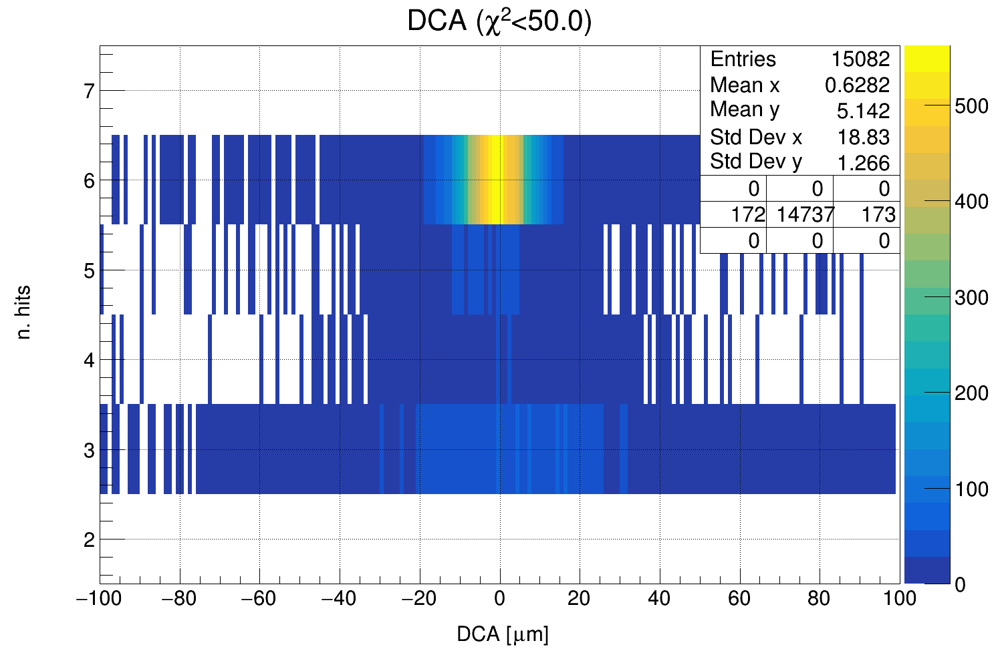 DCA (χ²<50.0)
Entries 15082
Mean x 0.6282
Mean y 5.142
Std Dev x 18.83
Std Dev y 1.266
0 0 0
172 14737 173
0 0 0
7
6
5
4
3
2
n. hits
−100 −80 −60 −40 −20 0 20 40 60 80 100
DCA [μm]
500
400
300
200
100
0